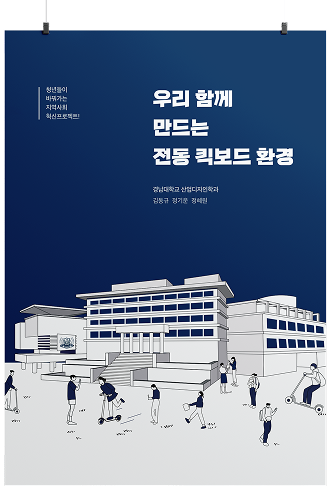 청년들이
바꿔가는
지역사회
혁신프로젝트!
우리 함께
만드는
전동 킥보드 환경
경남대학교 산업디자인학과
김동규 정기운 정혜원